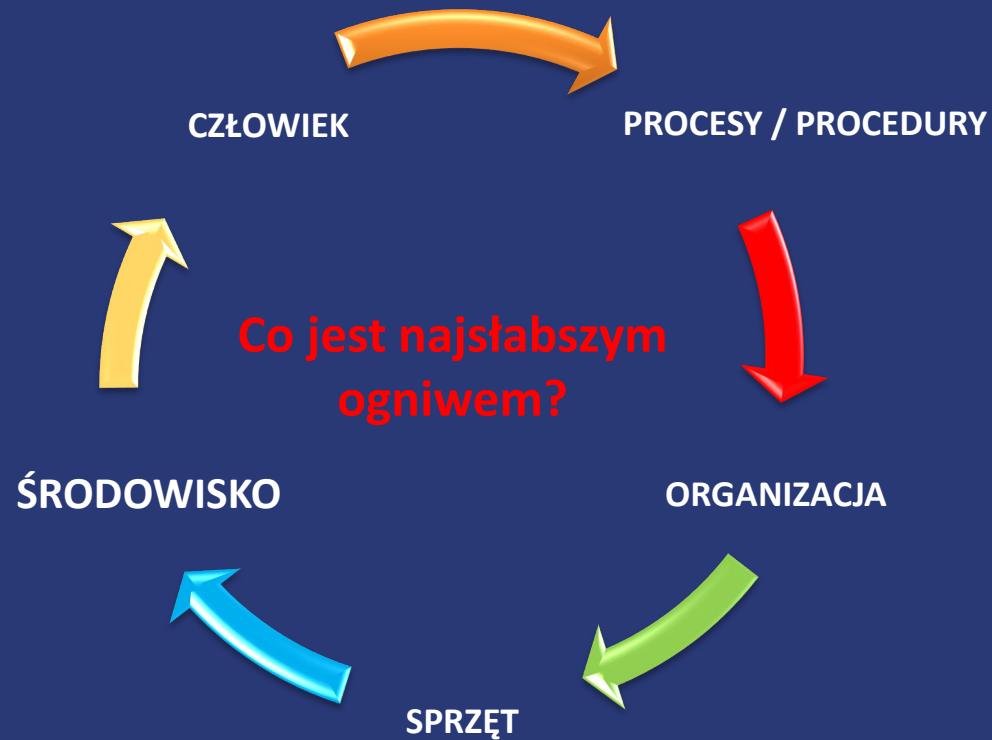 CZŁOWIEK
PROCESY / PROCEDURY
Co jest najsłabszym
ogniwem?
ŚRODOWISKO
ORGANIZACJA
SPRZĘT